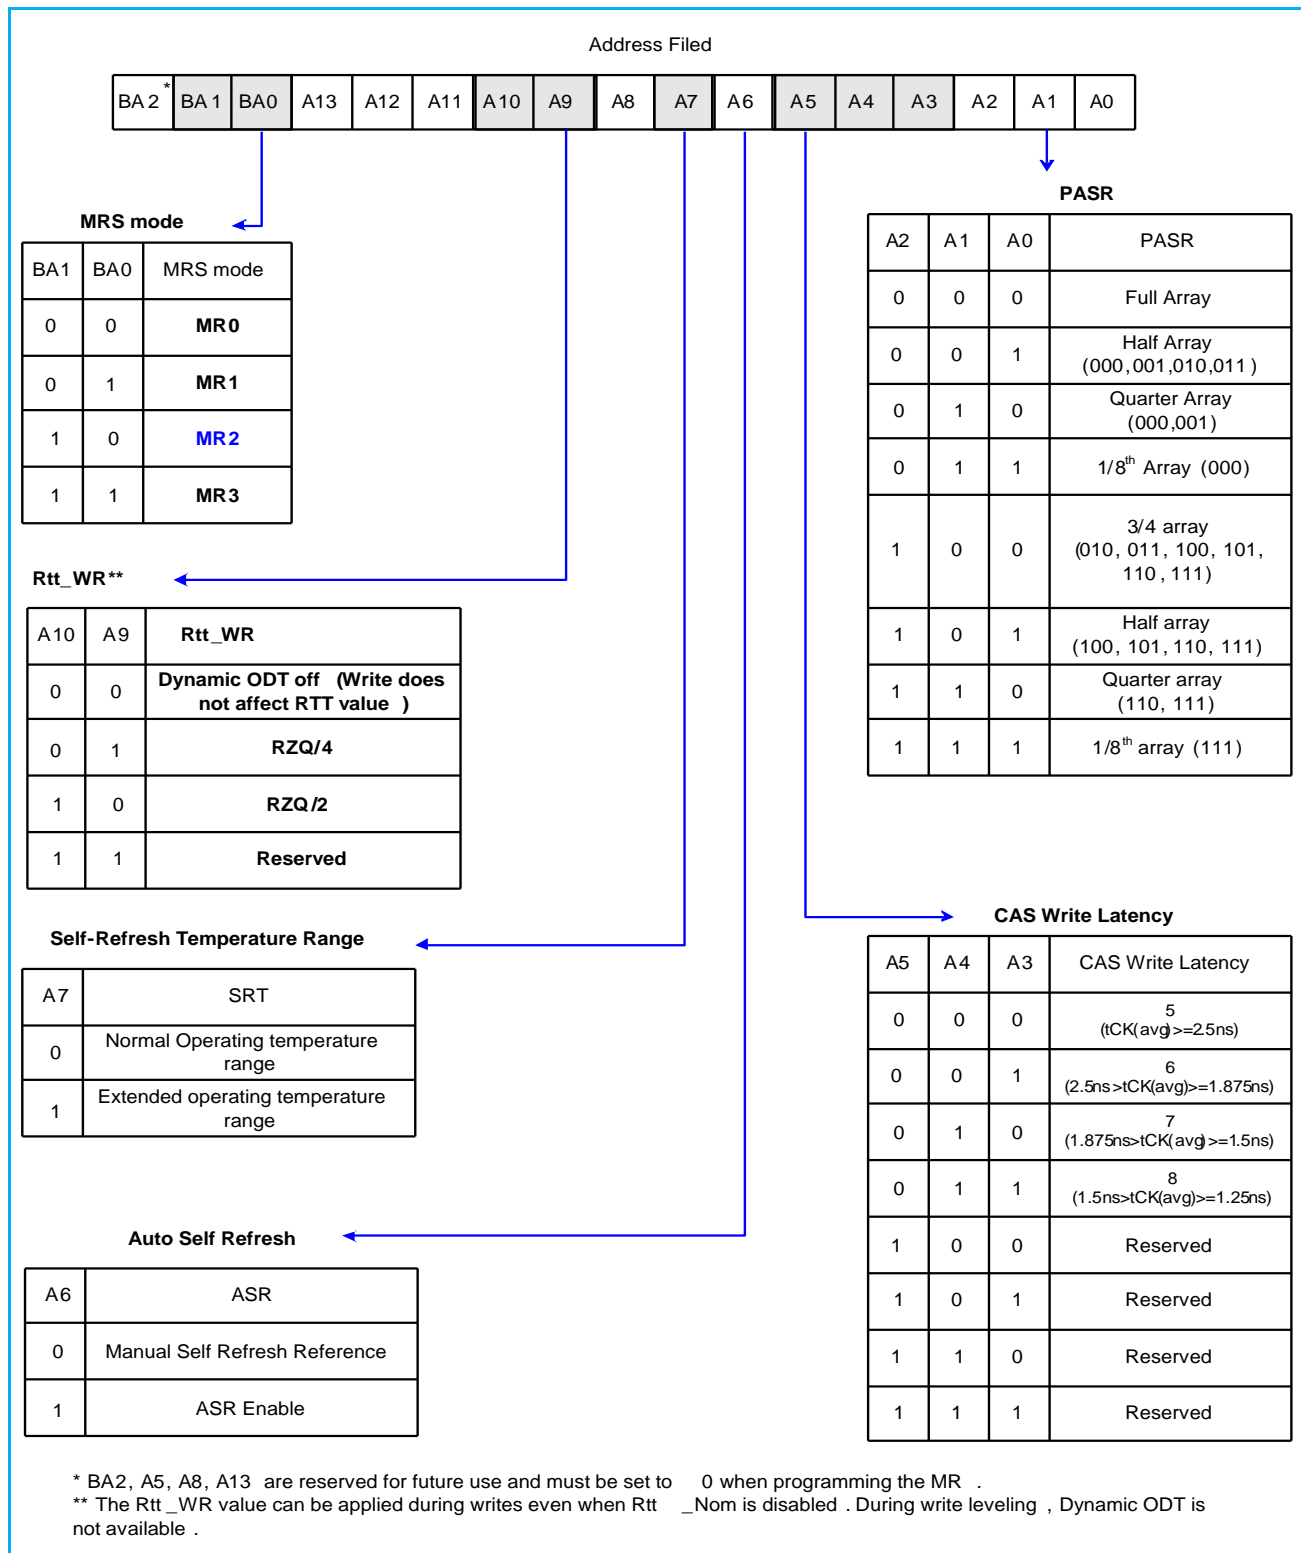 Address Filed
BA2* BA1 BA0 A13 A12 A11 A10 A9 A8 A7 A6 A5 A4 A3 A2 A1 A0
MRS mode
BA1 BA0 MRS mode
0 0 MR0
0 1 MR1
1 0 MR2
1 1 MR3
Rtt_WR**
A10 A9 Rtt_WR
0 0 Dynamic ODT off (Write does
not affect RTT value )
0 1 RZQ/4
1 0 RZQ/2
1 1 Reserved
Self-Refresh Temperature Range
A7 SRT
0 Normal Operating temperature
range
1 Extended operating temperature
range
Auto Self Refresh
A6 ASR
0 Manual Self Refresh Reference
1 ASR Enable
PASR
A2 A1 A0 PASR
0 0 0 Full Array
0 0 1 Half Array
(000,001,010,011 )
0 1 0 Quarter Array
(000,001)
0 1 1 1/8th Array (000)
1 0 0 3/4 array
(010, 011, 100, 101,
110 , 111)
1 0 1 Half array
(100, 101, 110, 111)
1 1 0 Quarter array
(110, 111)
1 1 1 1/8th array (111)
CAS Write Latency
A5 A4 A3 CAS Write Latency
0 0 0 5
(tCK(avg)>=2.5ns)
0 0 1 6
(2.5ns>tCK(avg)>=1.875ns)
0 1 0 7
(1.875ns>tCK(avg)>=1.5ns)
0 1 1 8
(1.5ns>tCK(avg)>=1.25ns)
1 0 0 Reserved
1 0 1 Reserved
1 1 0 Reserved
1 1 1 Reserved
* BA2, A5, A8, A13 are reserved for future use and must be set to 0 when programming the MR .
** The Rtt _WR value can be applied during writes even when Rtt _Nom is disabled . During write leveling , Dynamic ODT is
not available .